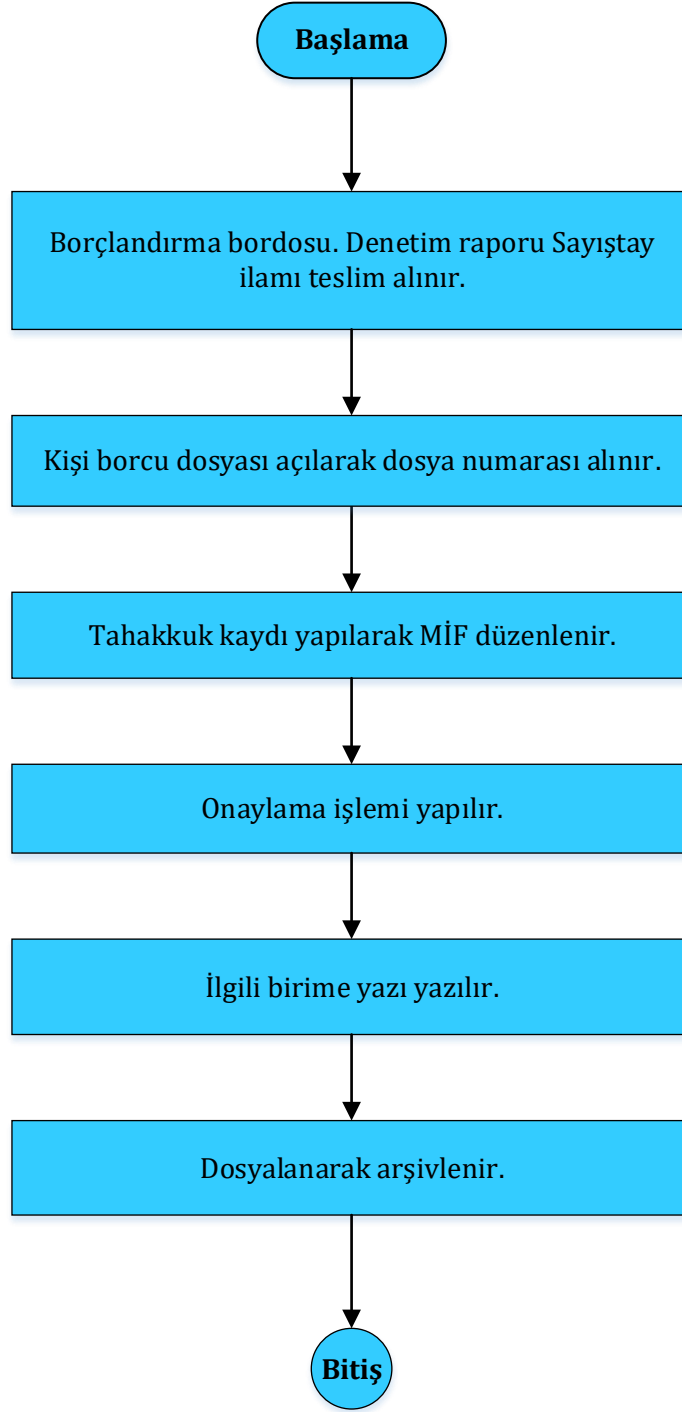 Başlama
Borçlandırma bordosu. Denetim raporu Sayıştay
ilamı teslim alınır.
Kişi borcu dosyası açılarak dosya numarası alınır.
Tahakkuk kaydı yapılarak MİF düzenlenir.
Onaylama işlemi yapılır.
İlgili birime yazı yazılır.
Dosyalanarak arşivlenir.
Bitiş